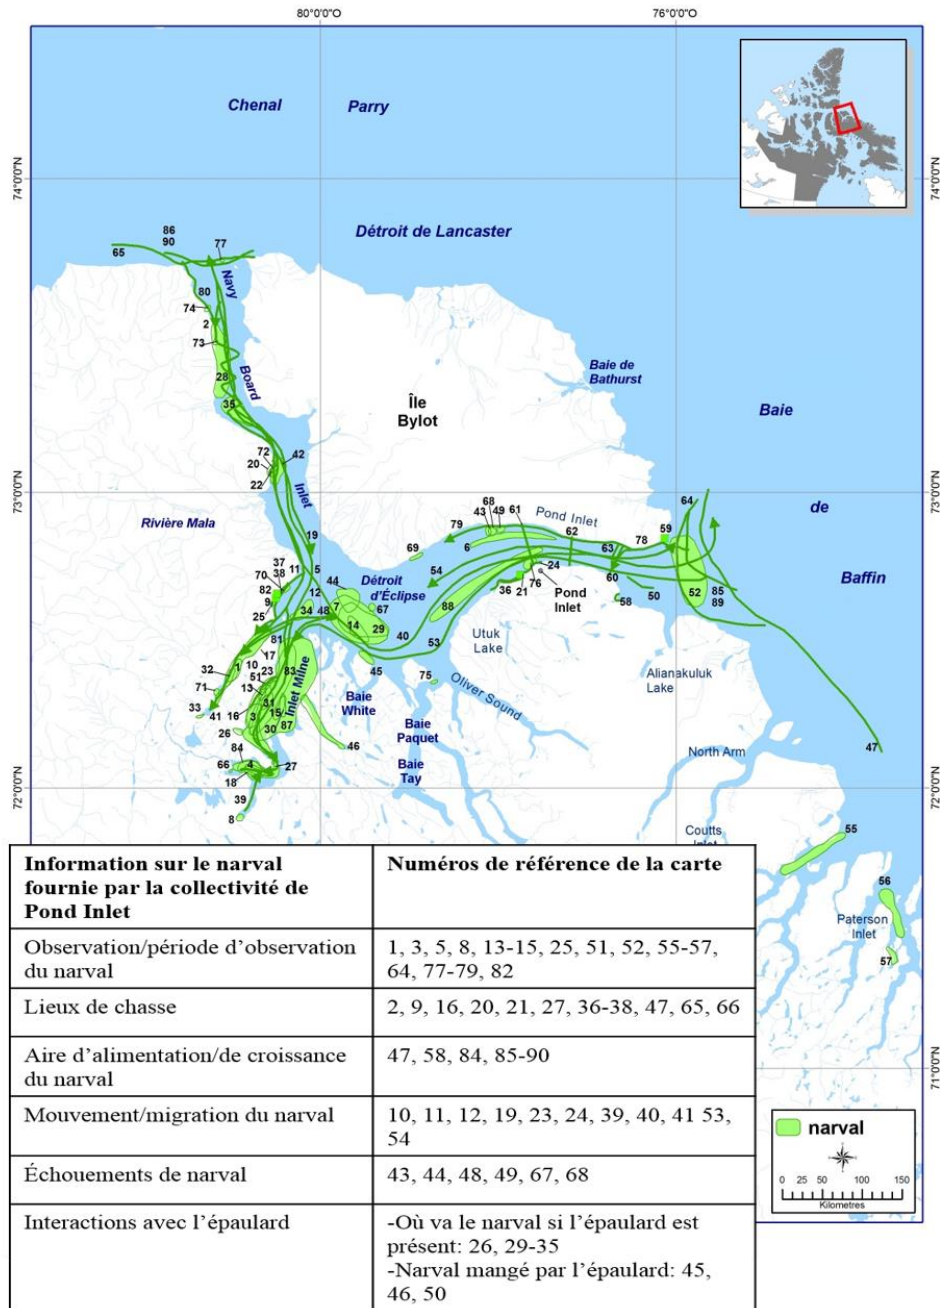 80°0'0"O
76°0'0"O
Chenal Parry
74°0'0"N
74°0'0"N
Détroit de Lancaster
86
90
77
65
Navy
80
74
2
73
Board
28
35
Baie de
Bathurst
Île
Bylot
Baie
72
42
20
22
73°0'0"N
73°0'0"N
Inlet
Rivière Mala
19
61
68
43
49
Pond Inlet
62
64
59
de
79
6
63
78
69
37
70
38
11
5
82
9
12
44
Détroit
d'Éclipse
54
24
76
Pond
Inlet
60
50
Baffin
36
21
58
52
85
89
25
34
48
7
67
88
14
29
40
53
81
17
10
1
23
32
51
83
Inlet Milne
45
75
Utuk
Lake
Alianakuluk
Lake
71
13
31
33
41
16
3
15
30
87
26
Baie
White
Oliver Sound
Baie
Paquet
46
47
84
66
4
27
18
Baie
Tay
North Arm
72°0'0"N
72°0'0"N
39
8
Coutts
55
56
Paterson
Inlet
57
71°0'0"N
Information sur le narval
fournie par la collectivité de
Pond Inlet
Numéros de référence de la carte
Observation/période d'observation
du narval
1, 3, 5, 8, 13-15, 25, 51, 52, 55-57,
64, 77-79, 82
Lieux de chasse
2, 9, 16, 20, 21, 27, 36-38, 47, 65, 66
Aire d'alimentation/de croissance
du narval
47, 58, 84, 85-90
Mouvement/migration du narval
10, 11, 12, 19, 23, 24, 39, 40, 41 53,
54
Échouements de narval
43, 44, 48, 49, 67, 68
Interactions avec l'épaulard
-Où va le narval si l'épaulard est
présent: 26, 29-35
-Narval mangé par l'épaulard: 45,
46, 50
narval
0 25 50 100 150
Kilometres